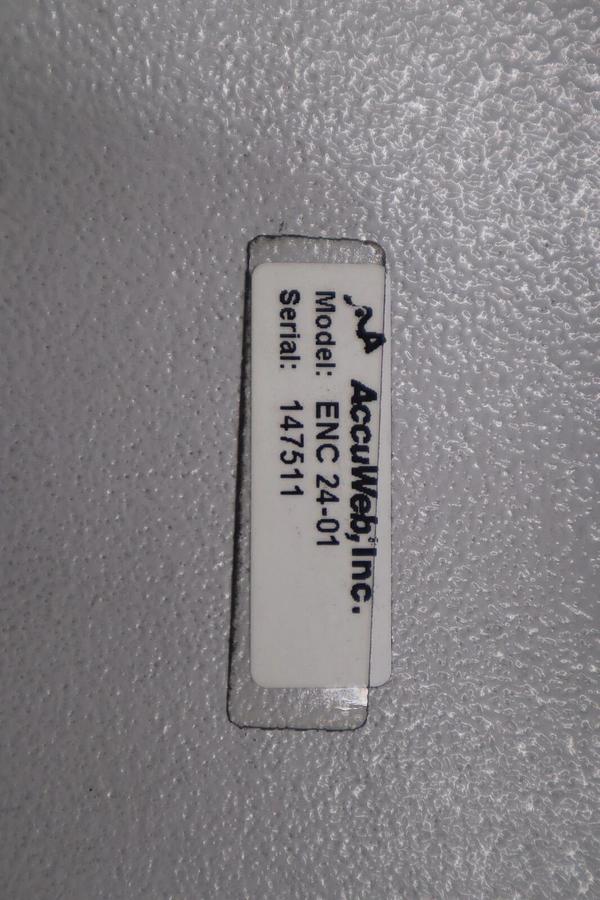 AccuWeb, Inc.
Model: ENC 24-01
Serial: 147511